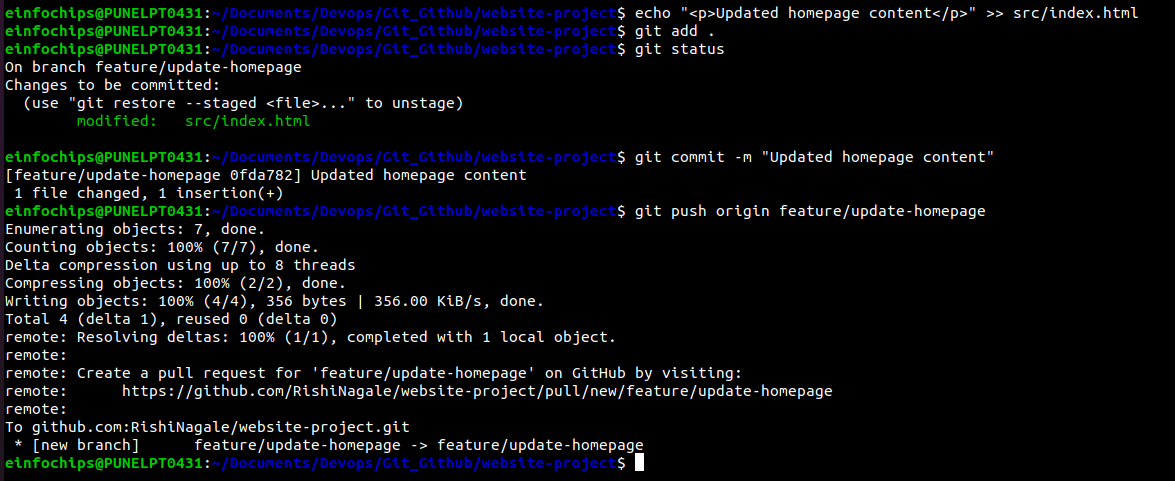 einfochips@PUNELPT0431:~/Documents/Devops/Git_Github/website-project$ echo "<p>Updated homepage content</p>" >> src/index.html
einfochips@PUNELPT0431:~/Documents/Devops/Git_Github/website-project$ git add .
einfochips@PUNELPT0431:~/Documents/Devops/Git_Github/website-project$ git status
On branch feature/update-homepage
Changes to be committed:
  (use "git restore --staged <file>..." to unstage)
        modified:   src/index.html

einfochips@PUNELPT0431:~/Documents/Devops/Git_Github/website-project$ git commit -m "Updated homepage content"
[feature/update-homepage 0fda782] Updated homepage content
 1 file changed, 1 insertion(+)
einfochips@PUNELPT0431:~/Documents/Devops/Git_Github/website-project$ git push origin feature/update-homepage
Enumerating objects: 7, done.
Counting objects: 100% (7/7), done.
Delta compression using up to 8 threads
Compressing objects: 100% (2/2), done.
Writing objects: 100% (4/4), 356 bytes | 356.00 KiB/s, done.
Total 4 (delta 1), reused 0 (delta 0)
remote: Resolving deltas: 100% (1/1), completed with 1 local object.
remote:
remote: Create a pull request for 'feature/update-homepage' on GitHub by visiting:
remote:      https://github.com/RishiNagale/website-project/pull/new/feature/update-homepage
remote:
To github.com:RishiNagale/website-project.git
 * [new branch]      feature/update-homepage -> feature/update-homepage
einfochips@PUNELPT0431:~/Documents/Devops/Git_Github/website-project$